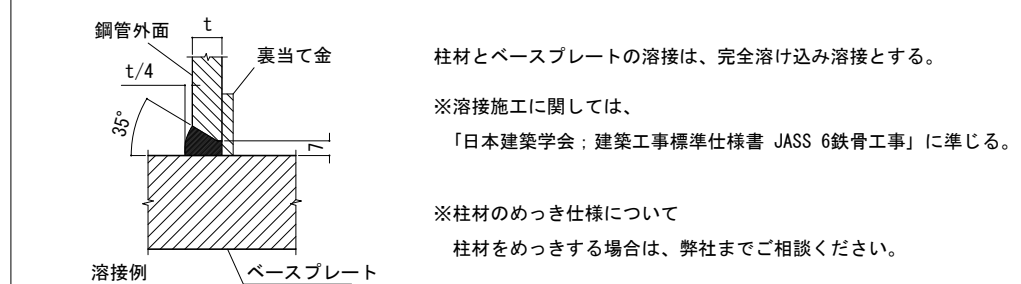 鋼管外面
t
裏当て金
t/4
35°
7
溶接例
ベースプレート
柱材とベースプレートの溶接は、完全溶け込み溶接とする。
※溶接施工に関しては、
「日本建築学会；建築工事標準仕様書 JASS 6鉄骨工事」に準じる。
※柱材のめっき仕様について
柱材をめっきする場合は、弊社までご相談ください。